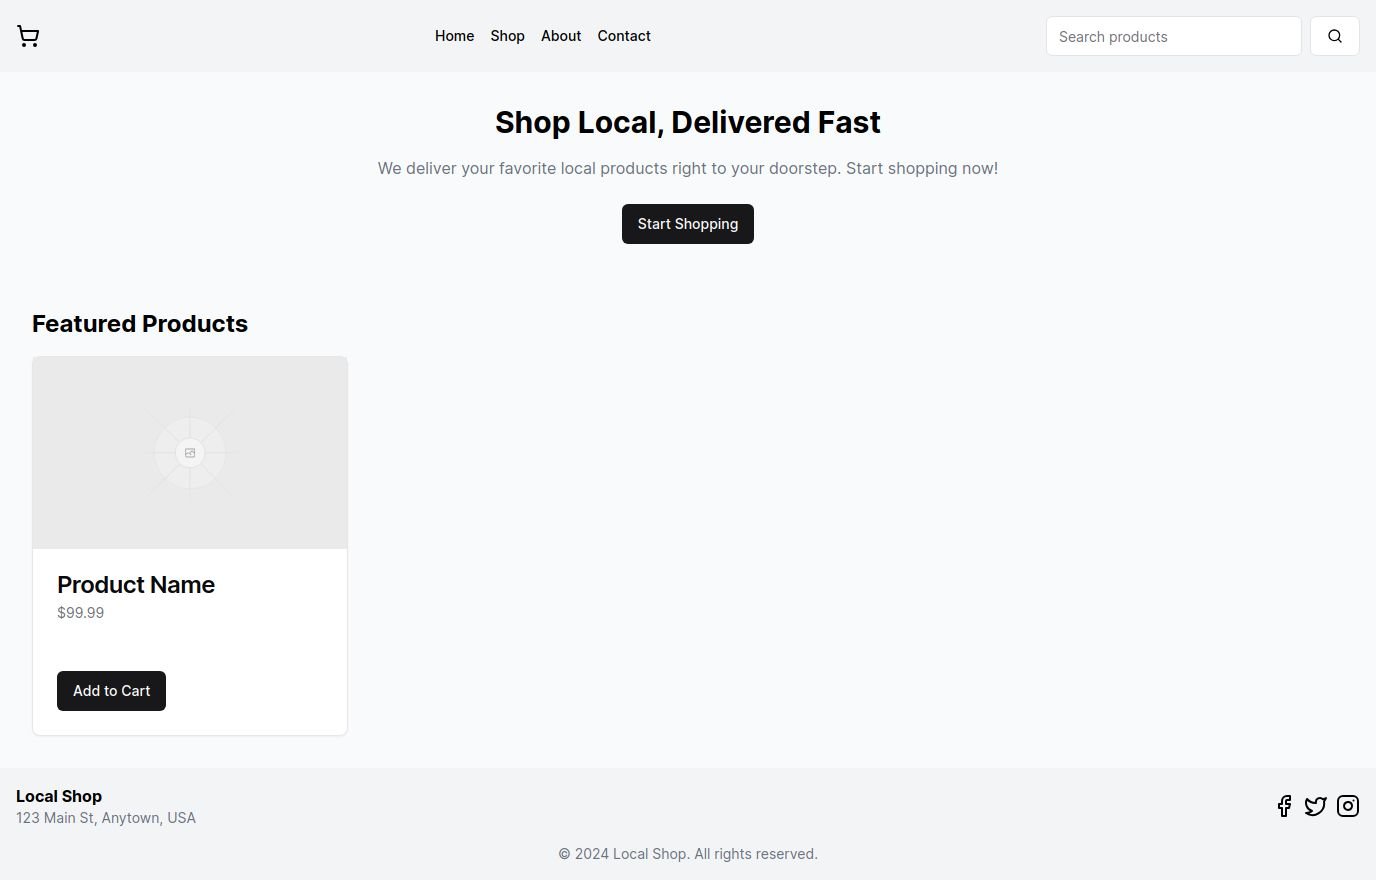 Home Shop About Contact
Search products
Shop Local, Delivered Fast
We deliver your favorite local products right to your doorstep. Start shopping now!
Start Shopping
Featured Products
Product Name
$99.99
Add to Cart
Local Shop
123 Main St, Anytown, USA
© 2024 Local Shop. All rights reserved.